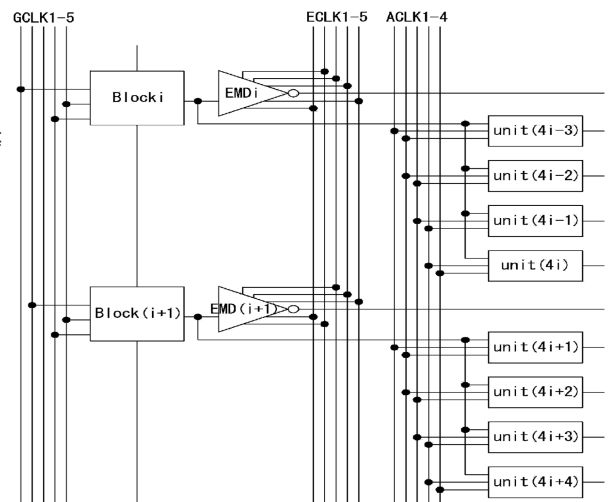 GCLK1-5 ECLK1-5 ACLK1-4
Blocki EMDi
unit(4i-3)
unit(4i-2)
unit(4i-1)
unit(4i)
Block(i+1) EMD(i+1)
unit(4i+1)
unit(4i+2)
unit(4i+3)
unit(4i+4)